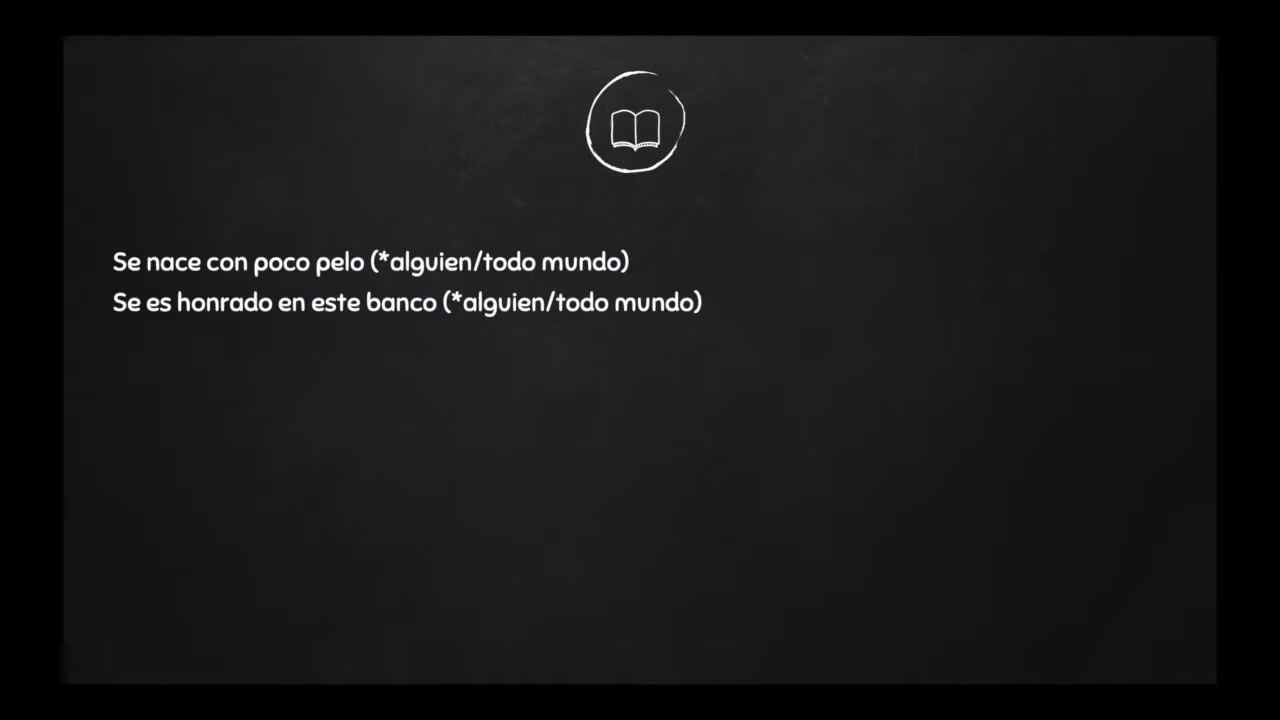 Se nace con poco pelo (*alguien/todo mundo)
Se es honrado en este banco (*alguien/todo mundo)